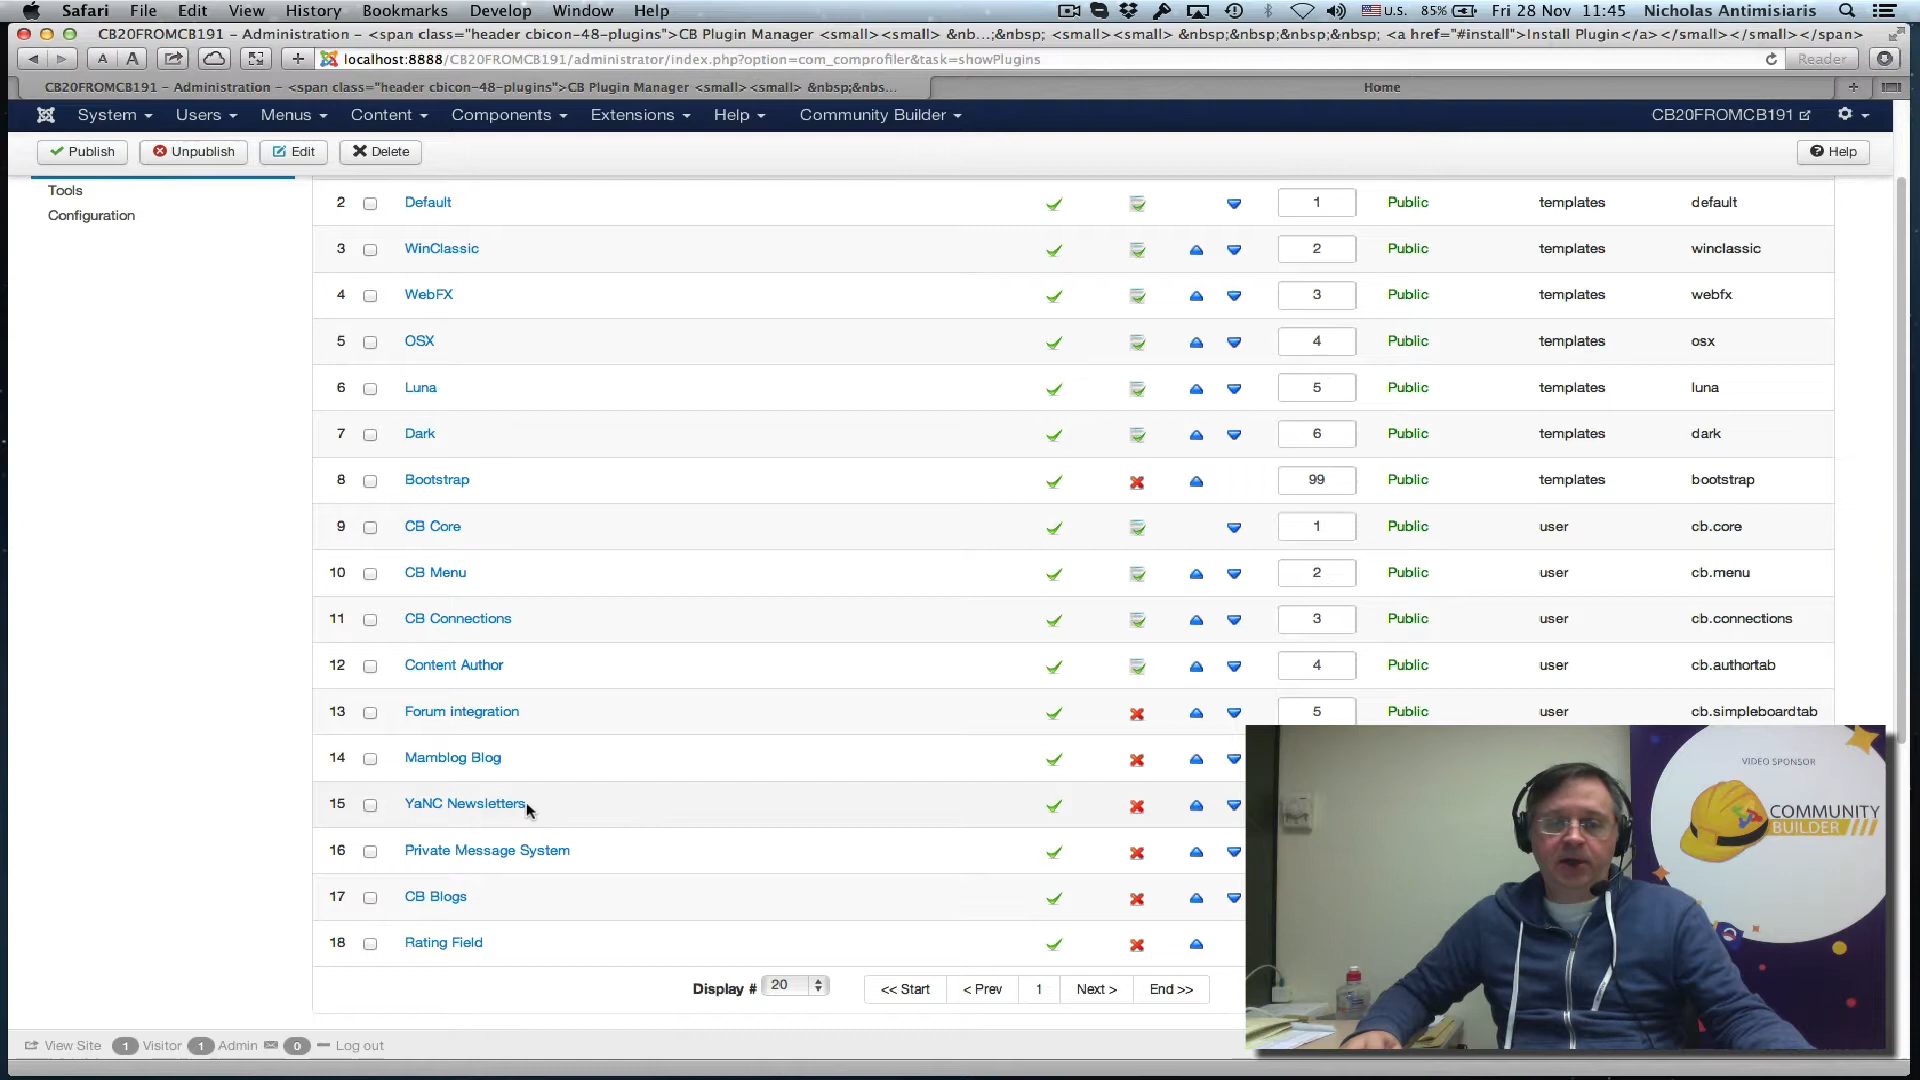 Safari File Edit View History Bookmarks Develop Window Help U.S. 85% Fri 28 Nov 11:45 Nicholas Antimisiaris
CB20FROMCB191 – Administration – <span class="header cbicon-48-plugins">CB Plugin Manager <small><small> &nb...;&nbsp; <small><small> &nbsp;&nbsp;&nbsp;&nbsp; <a href="#install">Install Plugin</a></small></small></span>
A A + localhost:8888/CB20FROMCB191/administrator/index.php?option=com_comprofiler&task=showPlugins Reader
CB20FROMCB191 – Administration – <span class="header cbicon-48-plugins">CB Plugin Manager <small><small> &nbsp;&nbs... Home +
System Users Menus Content Components Extensions Help Community Builder CB20FROMCB191
Publish Unpublish Edit Delete Help
Tools
Configuration
2 Default 1 Public templates default
3 WinClassic 2 Public templates winclassic
4 WebFX 3 Public templates webfx
5 OSX 4 Public templates osx
6 Luna 5 Public templates luna
7 Dark 6 Public templates dark
8 Bootstrap 99 Public templates bootstrap
9 CB Core 1 Public user cb.core
10 CB Menu 2 Public user cb.menu
11 CB Connections 3 Public user cb.connections
12 Content Author 4 Public user cb.authortab
13 Forum integration 5 Public user cb.simpleboardtab
14 Mamblog Blog
15 YaNC Newsletters
16 Private Message System
17 CB Blogs
18 Rating Field
VIDEO SPONSOR
COMMUNITY
BUILDER
Display # 20 << Start < Prev 1 Next > End >>
View Site 1 Visitor 1 Admin 0 Log out